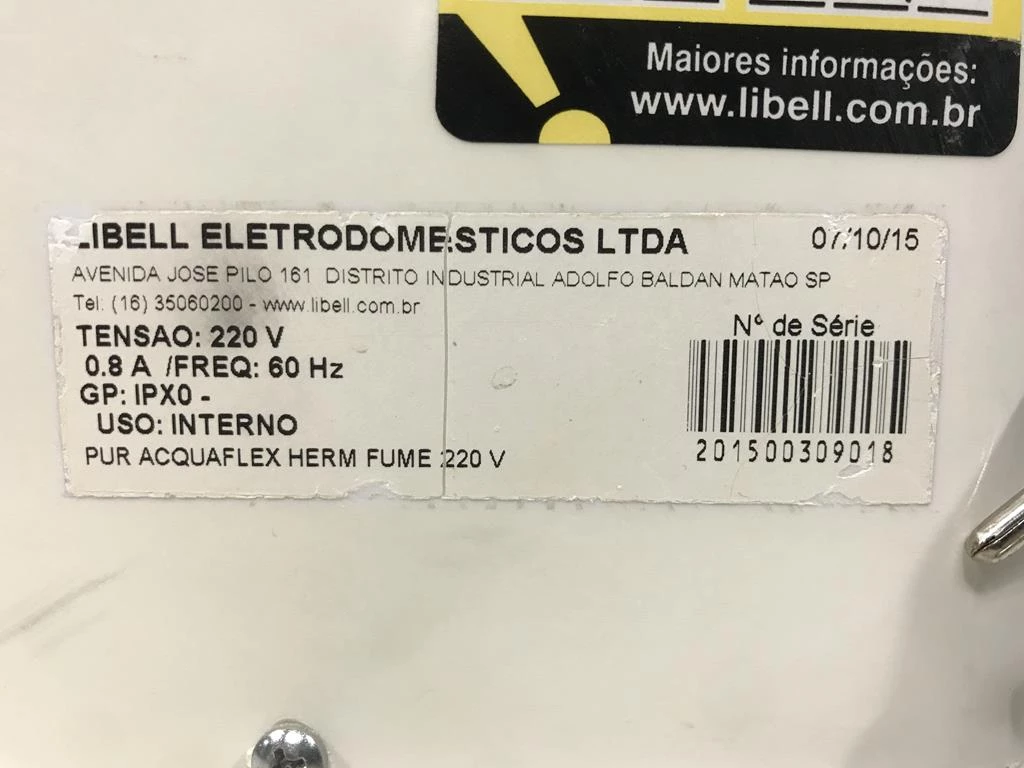 Maiores informações:
www.libell.com.br
LIBELL ELETRODOMESTICOS LTDA
07/10/15
AVENIDA JOSE PILO 161 DISTRITO INDUSTRIAL ADOLFO BALDAN MATAO SP
Tel: (16) 35060200 - www.libell.com.br
TENSAO: 220 V
0.8 A /FREQ: 60 Hz
GP: IPX0 -
USO: INTERNO
PUR ACQUAFLEX HERM FUME 220 V
Nº de Série
201500309018